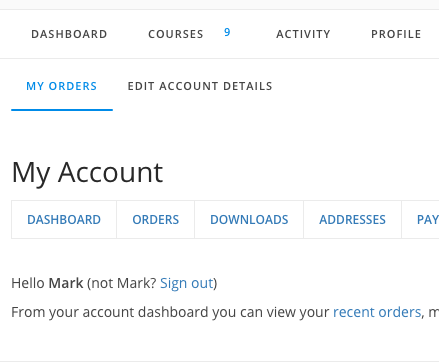 DASHBOARD COURSES 9 ACTIVITY PROFILE
MY ORDERS EDIT ACCOUNT DETAILS
My Account
DASHBOARD ORDERS DOWNLOADS ADDRESSES PAY
Hello Mark (not Mark? Sign out)
From your account dashboard you can view your recent orders, m